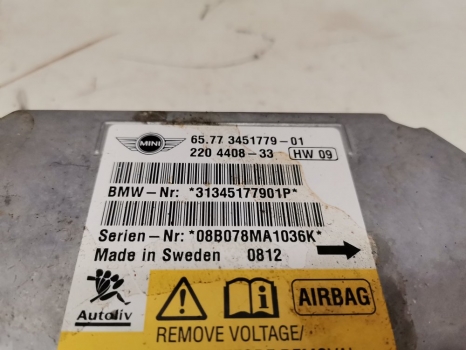 MINI
65.77 3451779-01
220 4408-33 HW 09
BMW-Nr: *31345177901P*
Serien-Nr: *08B078MA1036K*
Made in Sweden 0812
Autoliv
AIRBAG
REMOVE VOLTAGE/